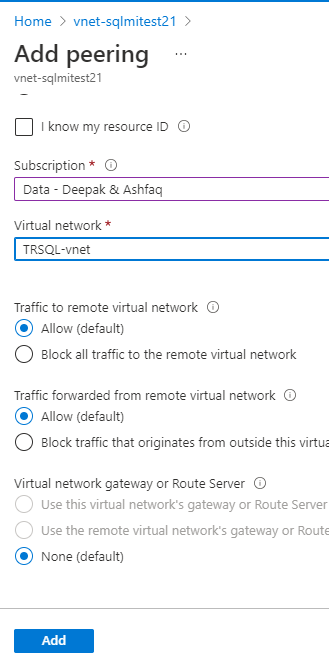 Home > vnet-sqlmitest21 >
Add peering ...
vnet-sqlmitest21
I know my resource ID
Subscription *
Data - Deepak & Ashfaq
Virtual network *
TRSQL-vnet
Traffic to remote virtual network
Allow (default)
Block all traffic to the remote virtual network
Traffic forwarded from remote virtual network
Allow (default)
Block traffic that originates from outside this virtua
Virtual network gateway or Route Server
Use this virtual network's gateway or Route Server
Use the remote virtual network's gateway or Route
None (default)
Add